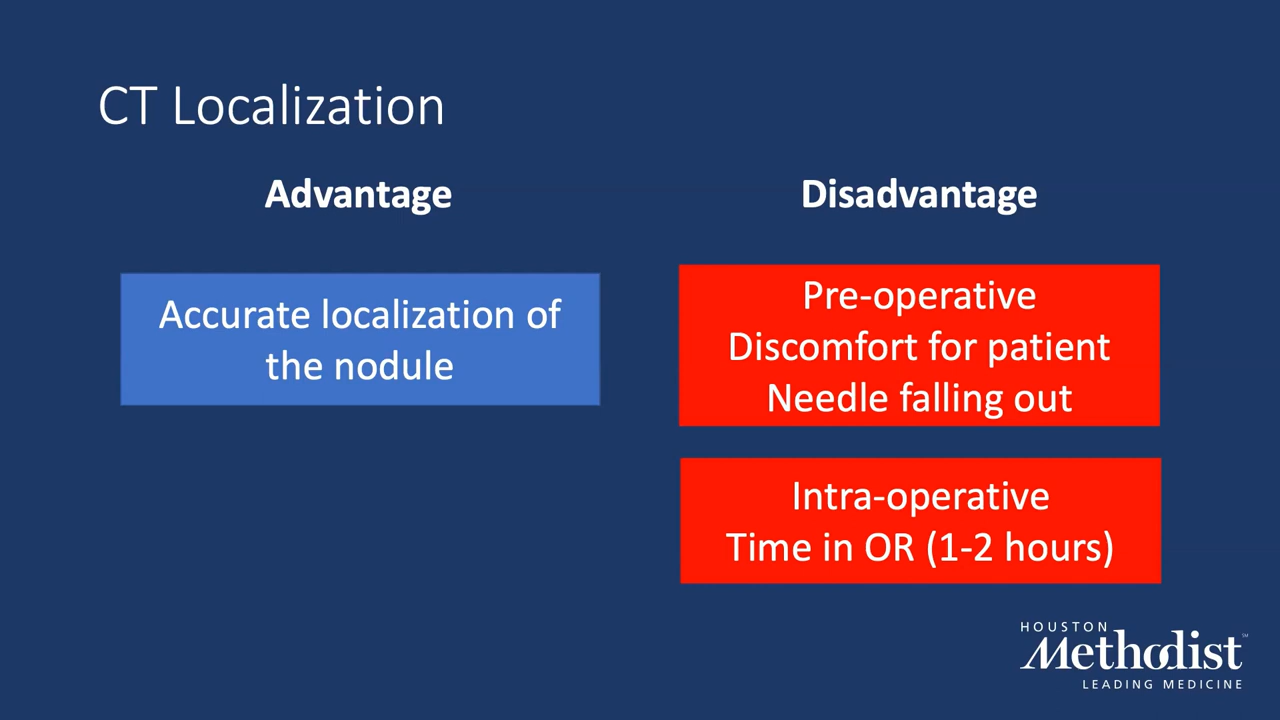 CT Localization
Advantage
Disadvantage
Accurate localization of
the nodule
Pre-operative
Discomfort for patient
Needle falling out
Intra-operative
Time in OR (1-2 hours)
HOUSTON
Methodist
LEADING MEDICINE